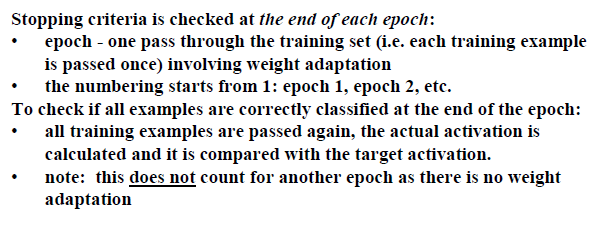 Stopping criteria is checked at the end of each epoch:
• epoch - one pass through the training set (i.e. each training example
is passed once) involving weight adaptation
• the numbering starts from 1: epoch 1, epoch 2, etc.
To check if all examples are correctly classified at the end of the epoch:
• all training examples are passed again, the actual activation is
calculated and it is compared with the target activation.
• note: this does not count for another epoch as there is no weight
adaptation